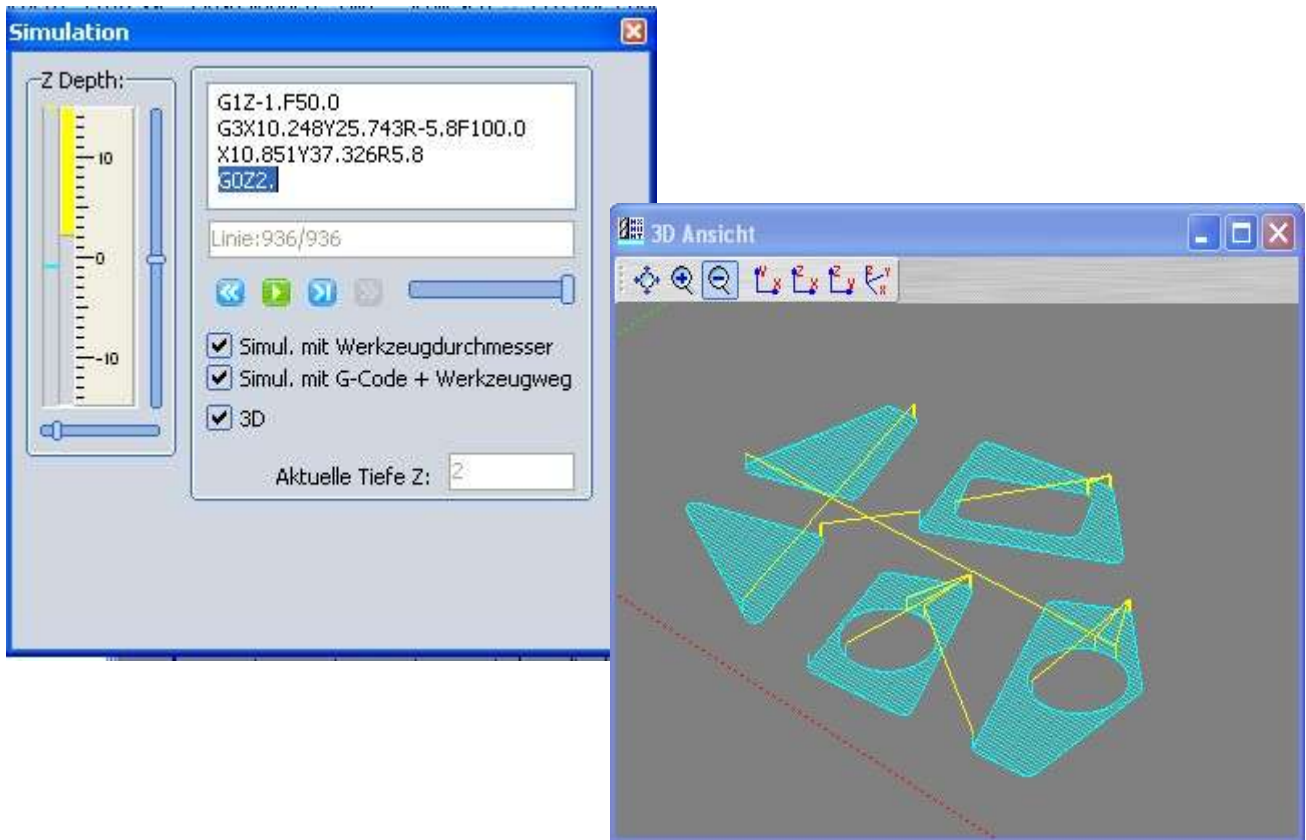 Simulation
Z Depth:
10
0
-10
G1Z-1.F50.0
G3X10.248Y25.743R-5.8F100.0
X10.851Y37.326R5.8
G0Z2.
Linie:936/936
Simul. mit Werkzeugdurchmesser
Simul. mit G-Code + Werkzeugweg
3D
Aktuelle Tiefe Z: 2
3D Ansicht